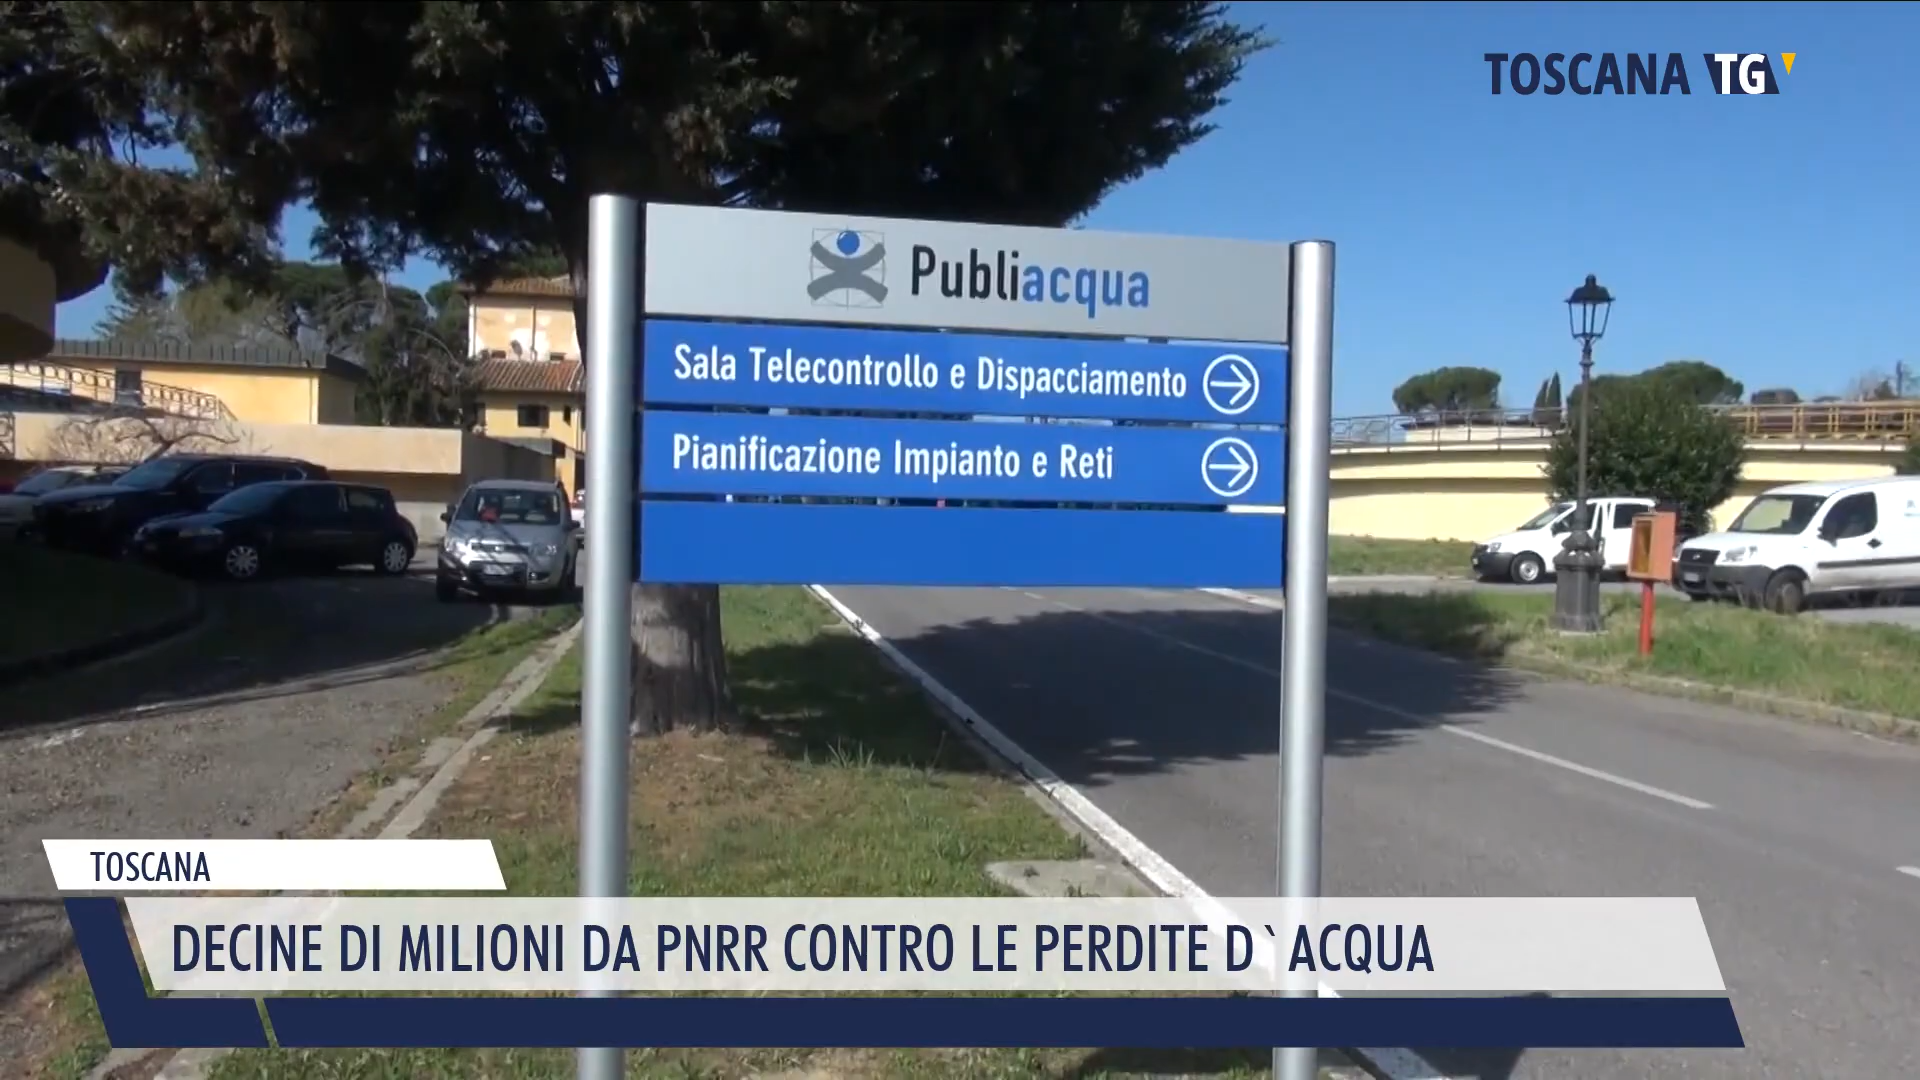 TOSCANA TG
Publiacqua
Sala Telecontrollo e Dispacciamento
Pianificazione Impianto e Reti
TOSCANA
DECINE DI MILIONI DA PNRR CONTRO LE PERDITE D`ACQUA